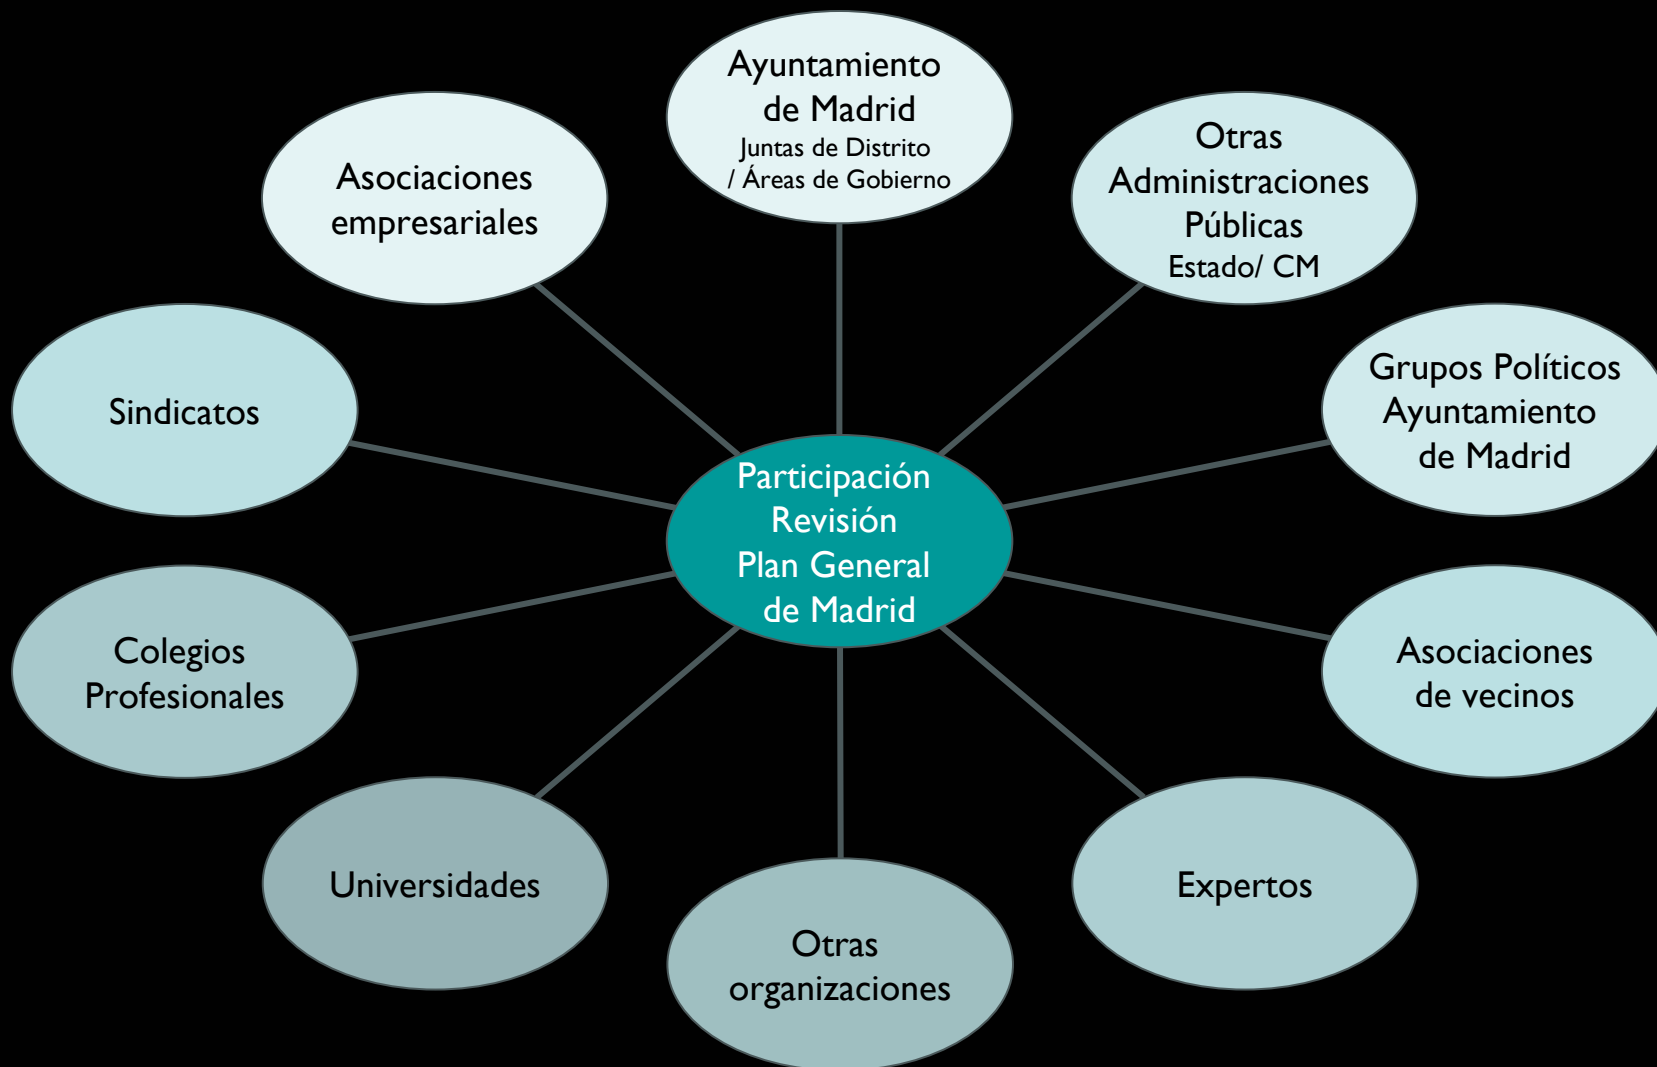 Ayuntamiento
de Madrid
Juntas de Distrito
/ Áreas de Gobierno
Otras
Administraciones
Públicas
Estado/ CM
Asociaciones
empresariales
Grupos Políticos
Ayuntamiento
de Madrid
Sindicatos
Participación
Revisión
Plan General
de Madrid
Colegios
Profesionales
Asociaciones
de vecinos
Universidades
Expertos
Otras
organizaciones